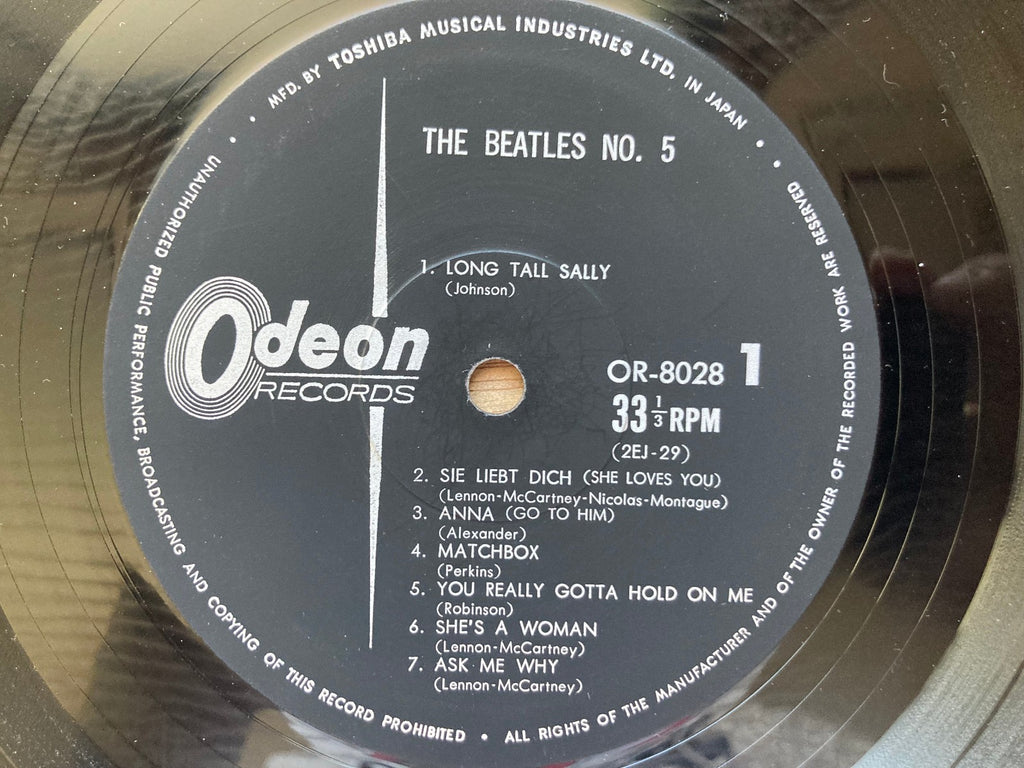 MFD. BY TOSHIBA MUSICAL INDUSTRIES LTD. IN JAPAN
THE BEATLES NO. 5
1. LONG TALL SALLY
(Johnson)
Odeon
RECORDS
OR-8028 1
33 1/3 RPM
(2EJ-29)
2. SIE LIEBT DICH (SHE LOVES YOU)
(Lennon-McCartney-Nicolas-Montague)
3. ANNA (GO TO HIM)
(Alexander)
4. MATCHBOX
(Perkins)
5. YOU REALLY GOTTA HOLD ON ME
(Robinson)
6. SHE'S A WOMAN
(Lennon-McCartney)
7. ASK ME WHY
(Lennon-McCartney)
UNAUTHORIZED PUBLIC PERFORMANCE, BROADCASTING AND COPYING OF THIS RECORD PROHIBITED • ALL RIGHTS OF THE MANUFACTURER AND OF THE OWNER OF THE RECORDED WORK ARE RESERVED